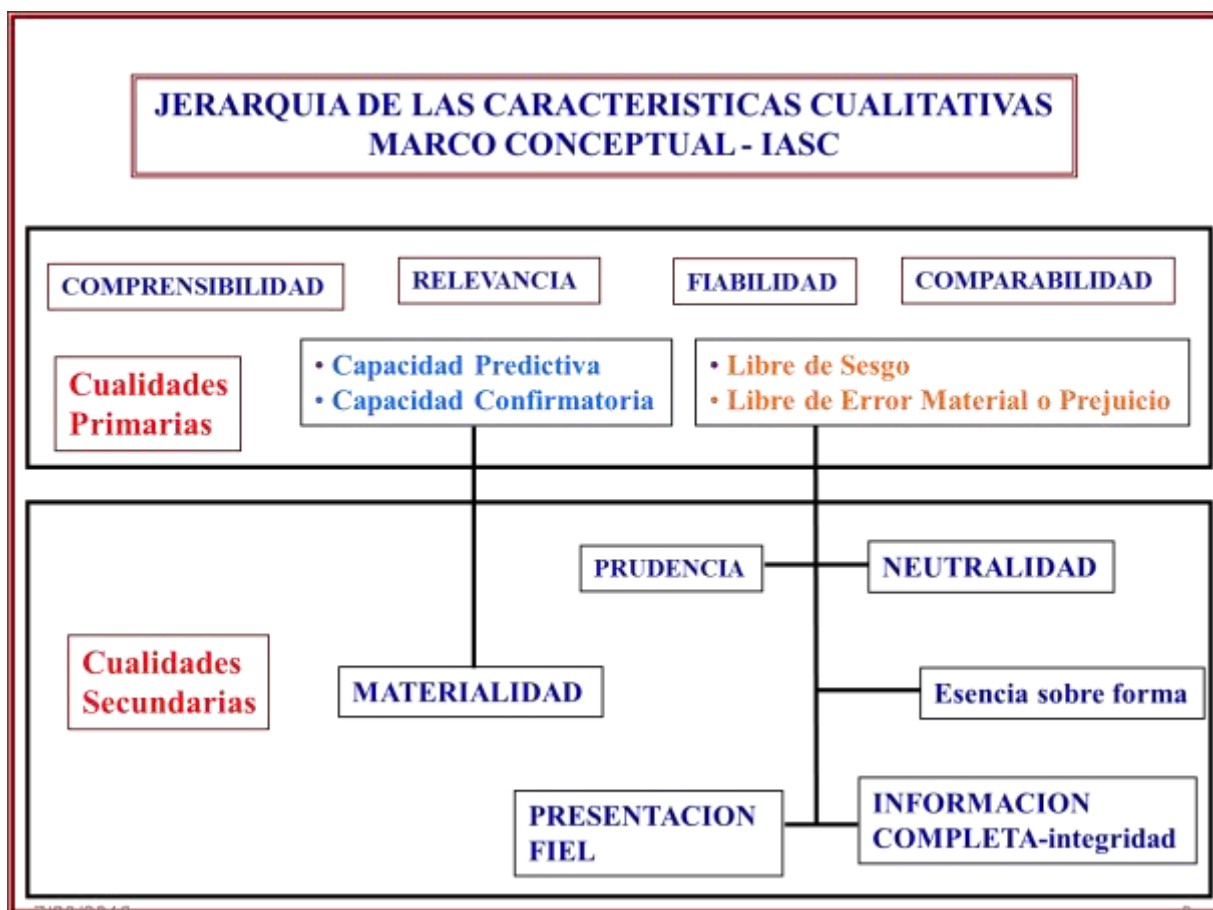 JERARQUIA DE LAS CARACTERISTICAS CUALITATIVAS
MARCO CONCEPTUAL - IASC
COMPRENSIBILIDAD
RELEVANCIA
FIABILIDAD
COMPARABILIDAD
Cualidades
Primarias
• Capacidad Predictiva
• Capacidad Confirmatoria
• Libre de Sesgo
• Libre de Error Material o Prejuicio
PRUDENCIA
NEUTRALIDAD
Cualidades
Secundarias
MATERIALIDAD
Esencia sobre forma
PRESENTACION
FIEL
INFORMACION
COMPLETA-integridad